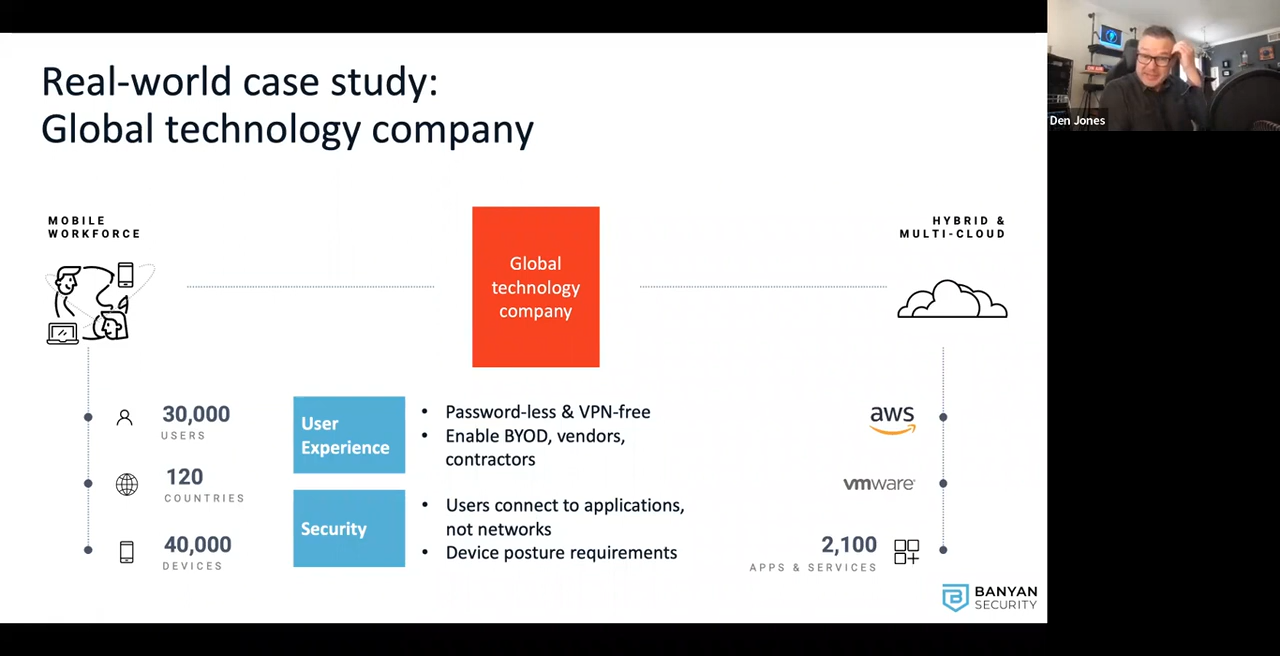 Real-world case study:
Global technology company
Den Jones
MOBILE
WORKFORCE
Global
technology
company
HYBRID &
MULTI-CLOUD
30,000
USERS
120
COUNTRIES
40,000
DEVICES
User
Experience
• Password-less & VPN-free
• Enable BYOD, vendors,
contractors
Security
• Users connect to applications,
not networks
• Device posture requirements
aws
vmware
2,100
APPS & SERVICES
BANYAN
SECURITY